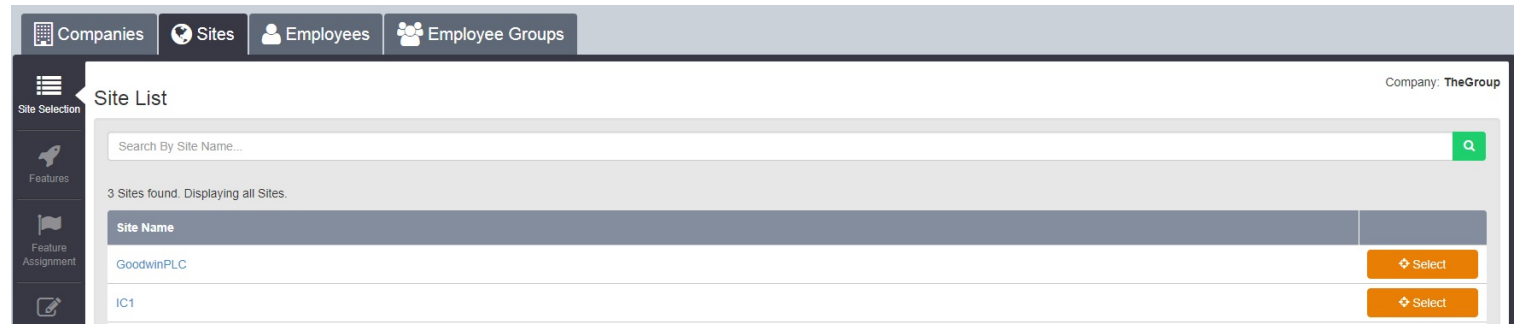 Companies Sites Employees Employee Groups
Site Selection
Features
Feature
Assignment
Company: TheGroup
Site List
Search By Site Name...
3 Sites found. Displaying all Sites.
Site Name
GoodwinPLC Select
IC1 Select